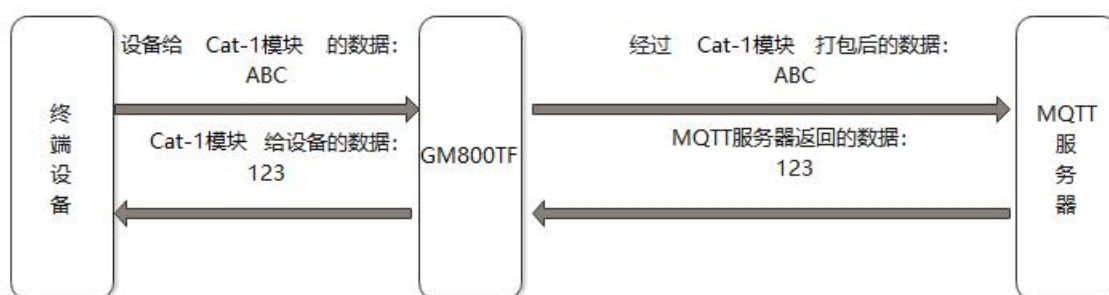 终端设备
设备给 Cat-1模块 的数据：
ABC
Cat-1模块 给设备的数据：
123
GM800TF
经过 Cat-1模块 打包后的数据：
ABC
MQTT服务器返回的数据：
123
MQTT
服务器